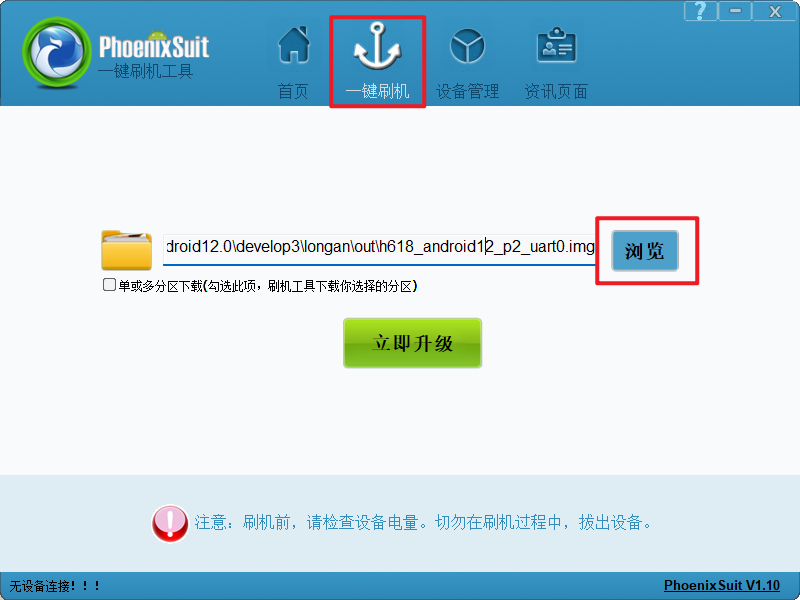 PhoenixSuit
一键刷机工具
首页
一键刷机
设备管理
资讯页面
droid12.0\develop3\longan\out\h618_android12_p2_uart0.img
浏览
单或多分区下载(勾选此项，刷机工具下载你选择的分区)
立即升级
注意：刷机前，请检查设备电量。切勿在刷机过程中，拔出设备。
无设备连接！！！
PhoenixSuit V1.10